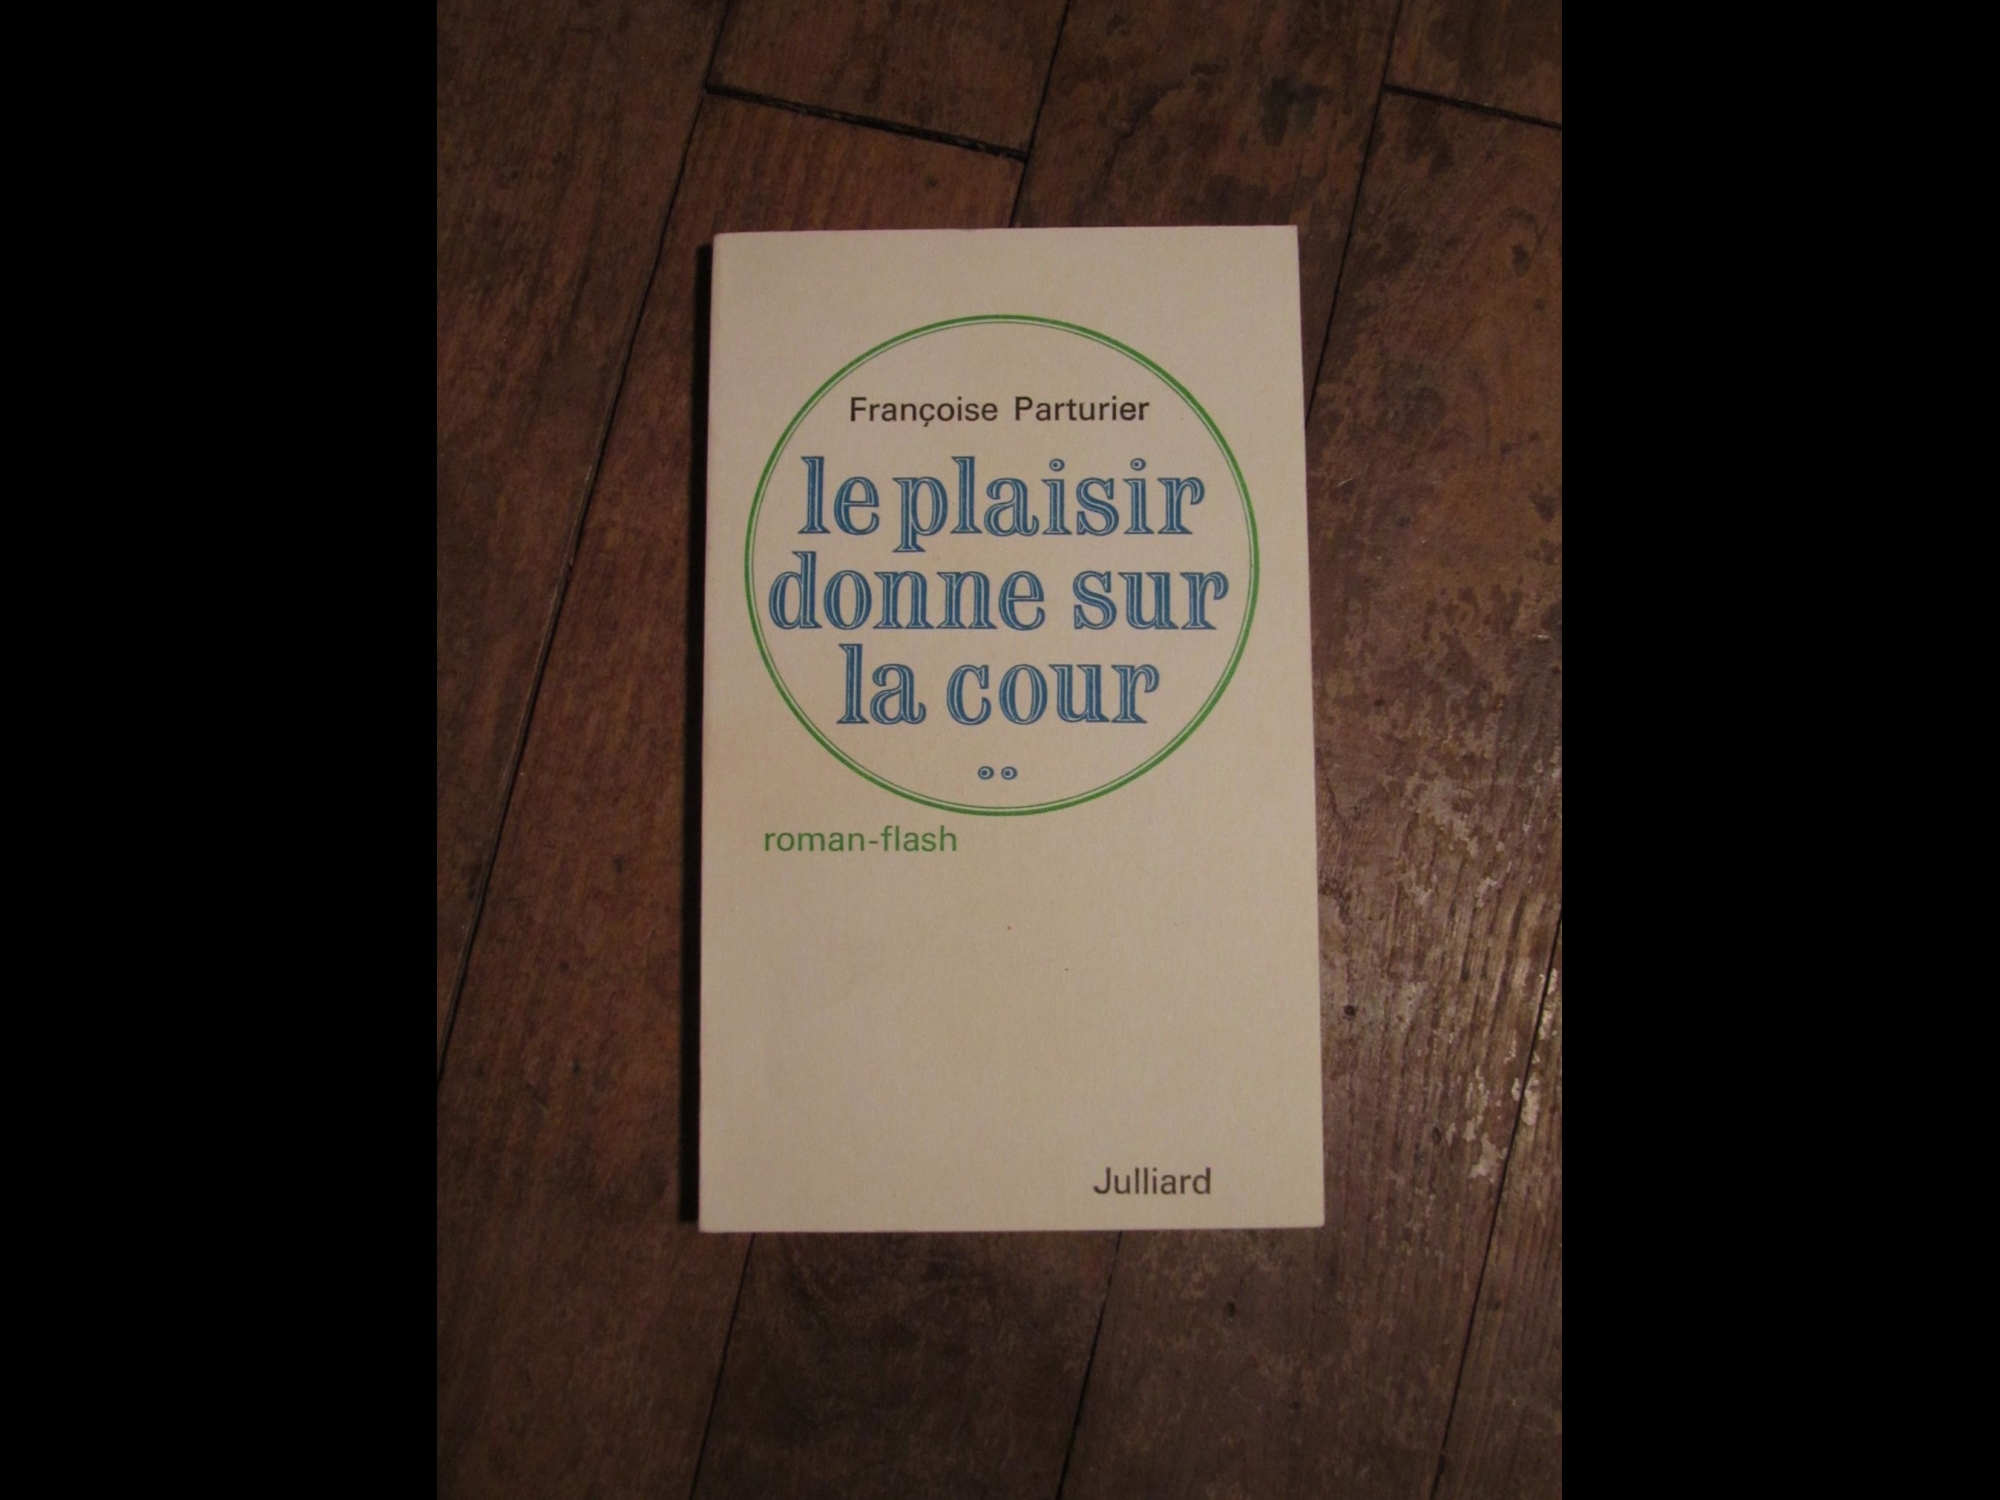 Françoise Parturier
le plaisir
donne sur
la cour
roman-flash
Julliard